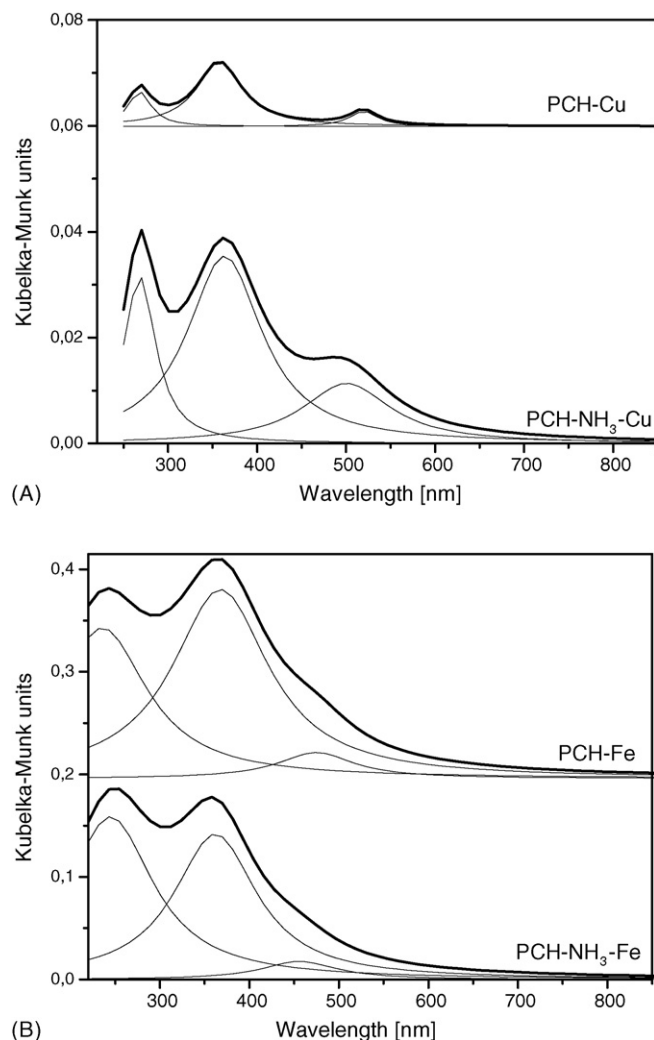 0,08
0,06
0,04
0,02
0,00
Kubelka-Munk units
PCH-Cu
PCH-NH₃-Cu
300 400 500 600 700 800
Wavelength [nm]
(A)
0,4
0,3
0,2
0,1
0,0
Kubelka-Munk units
PCH-Fe
PCH-NH₃-Fe
300 400 500 600 700 800
Wavelength [nm]
(B)